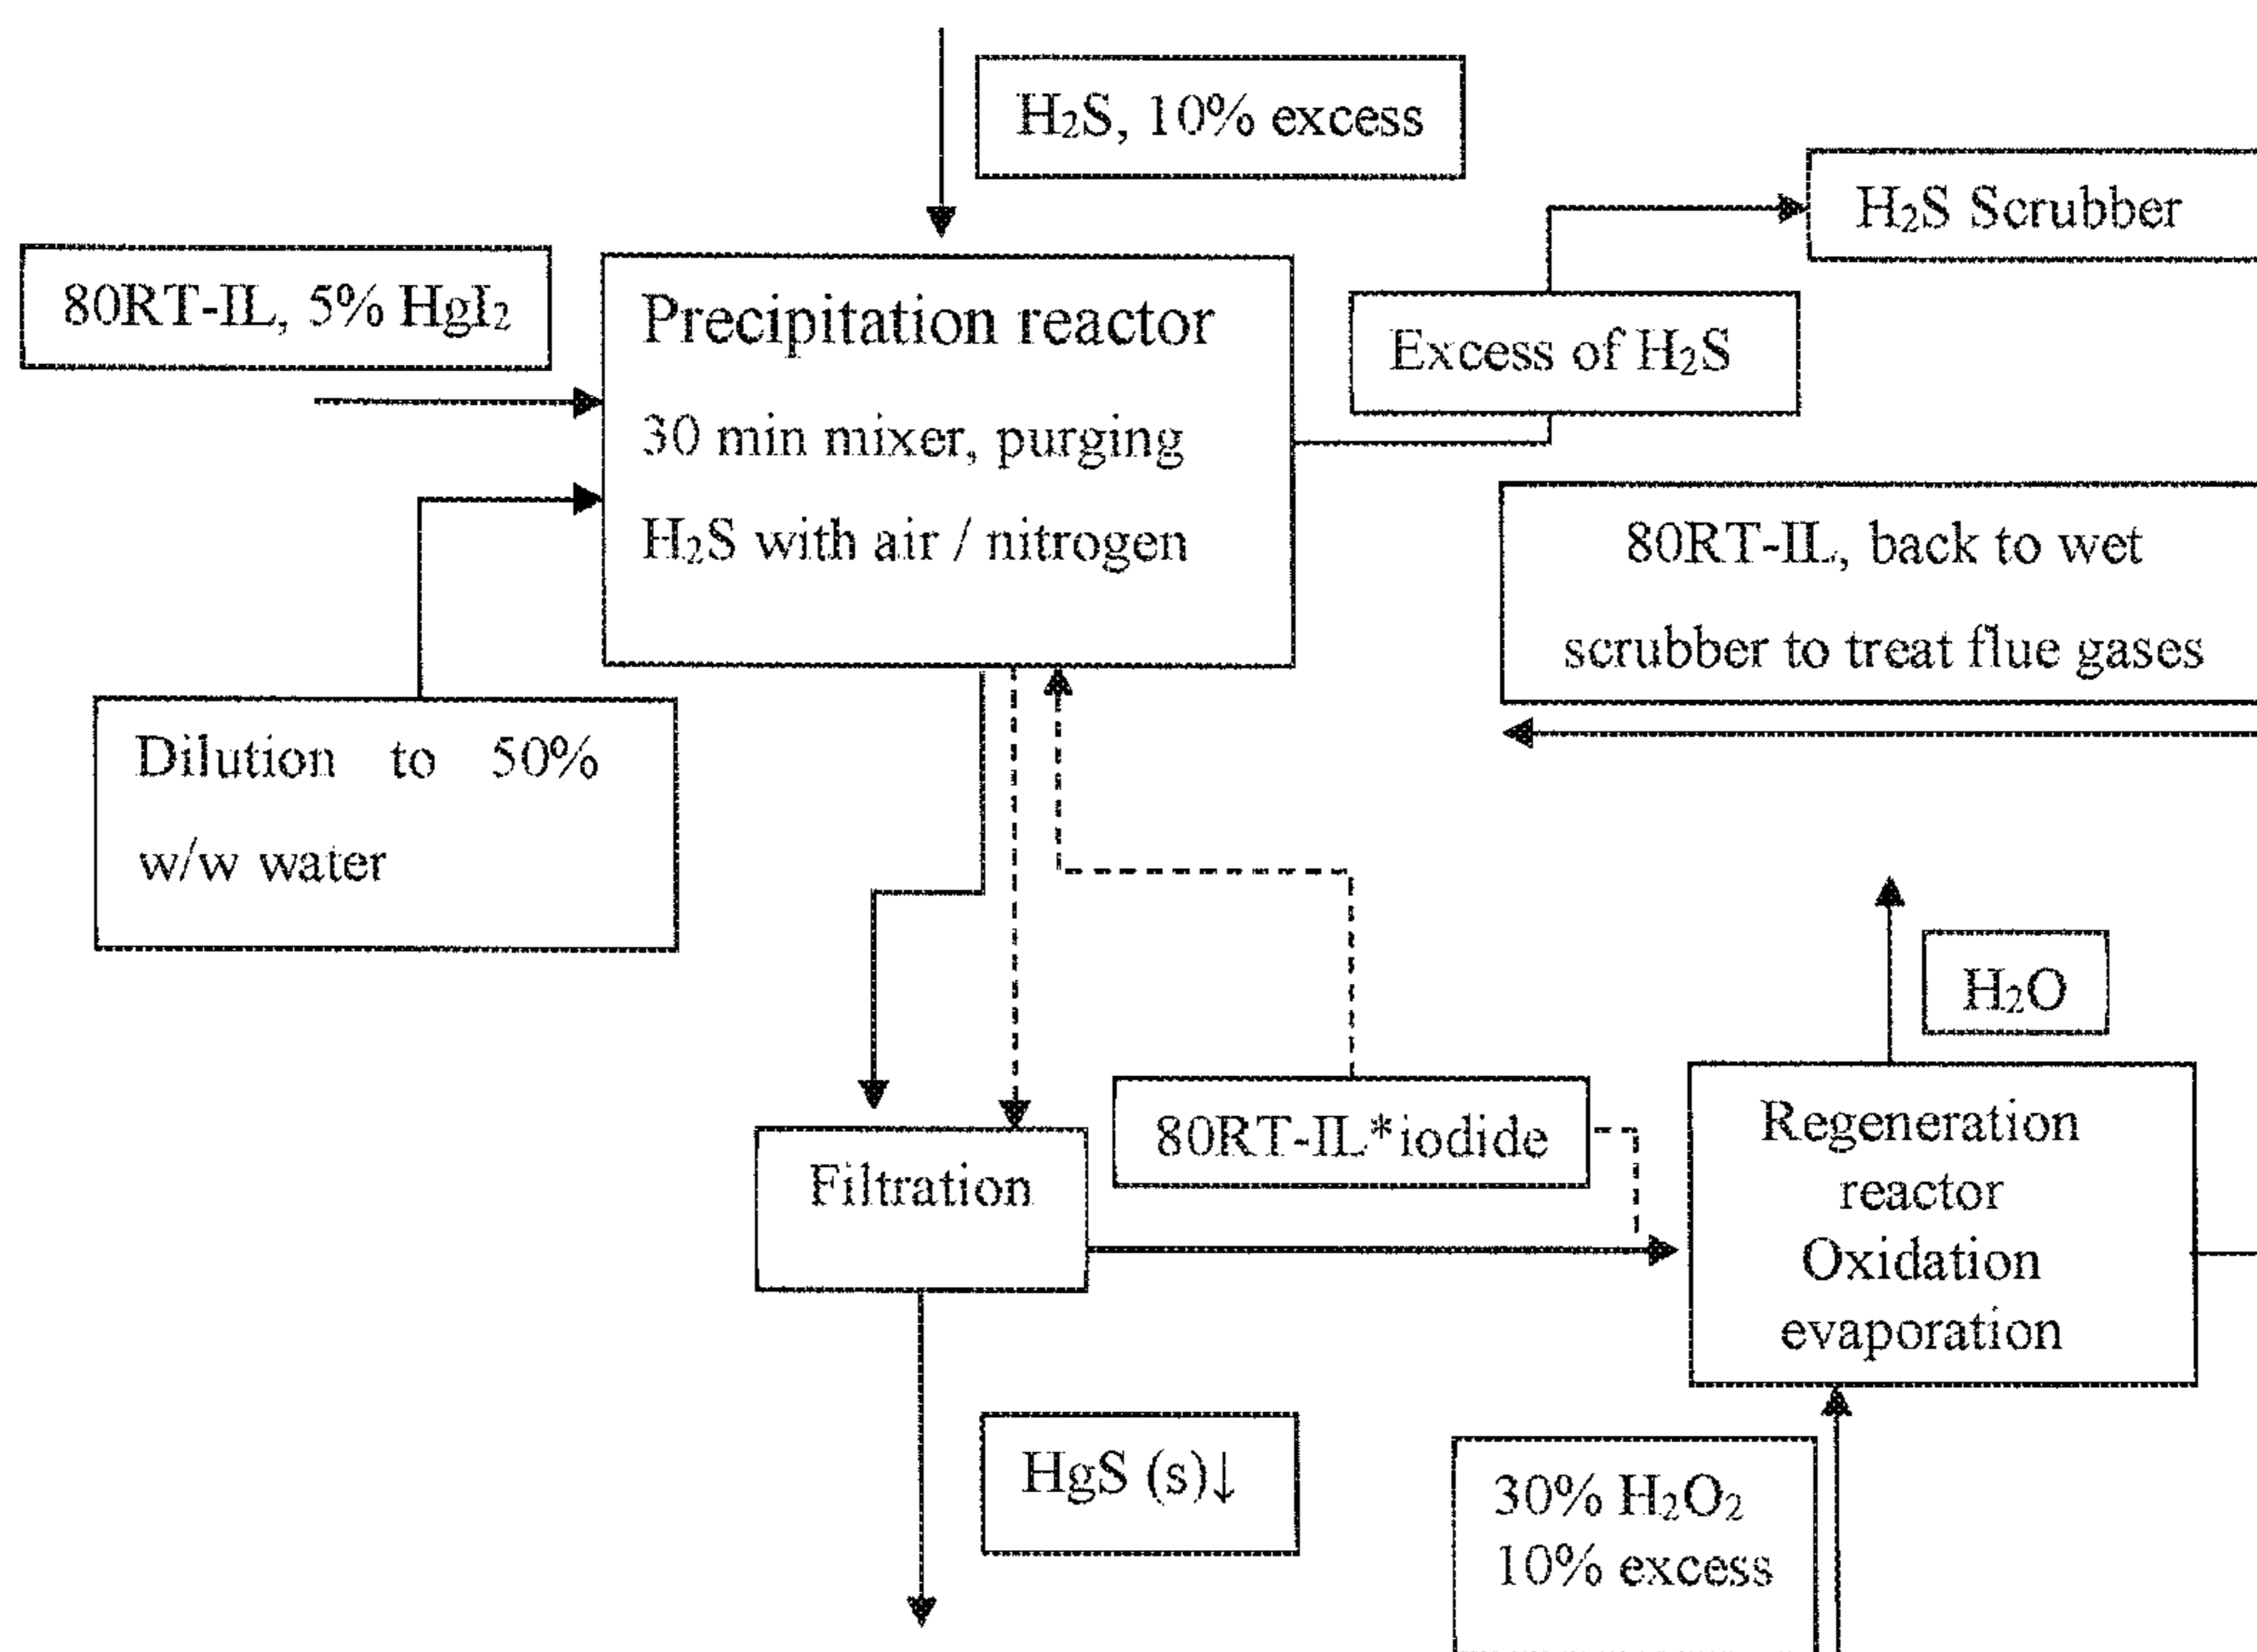 H₂S, 10% excess
H₂S Scrubber
80RT-IL, 5% HgI₂
Precipitation reactor
30 min mixer, purging
H₂S with air / nitrogen
Excess of H₂S
80RT-IL, back to wet
scrubber to treat flue gases
Dilution to 50%
w/w water
H₂O
80RT-IL*iodide
Filtration
Regeneration
reactor
Oxidation
evaporation
HgS (s)↓
30% H₂O₂
10% excess